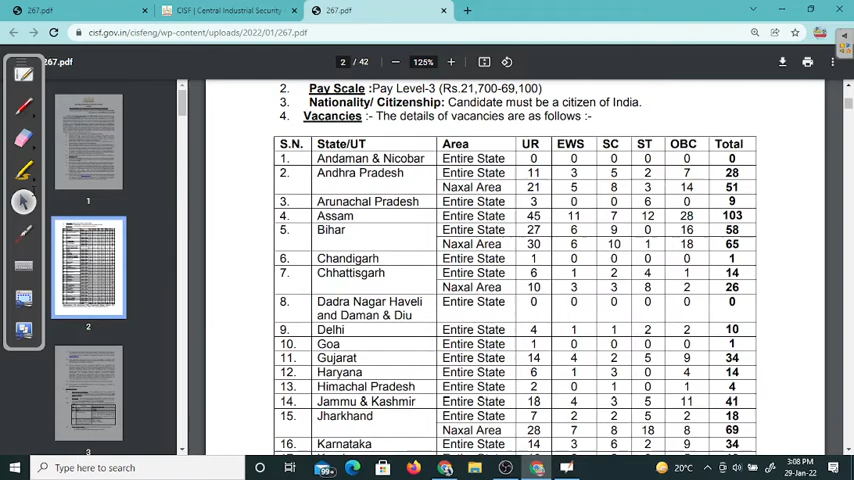 267.pdf
CISF | Central Industrial Security
267.pdf
cisf.gov.in/cisfeng/wp-content/uploads/2022/01/267.pdf
67.pdf
2 / 42
125%
1
2
3
2. Pay Scale :Pay Level-3 (Rs.21,700-69,100)
3. Nationality/ Citizenship: Candidate must be a citizen of India.
4. Vacancies :- The details of vacancies are as follows :-
S.N. State/UT Area UR EWS SC ST OBC Total
1. Andaman & Nicobar Entire State 0 0 0 0 0 0
2. Andhra Pradesh Entire State 11 3 5 2 7 28
Naxal Area 21 5 8 3 14 51
3. Arunachal Pradesh Entire State 3 0 0 6 0 9
4. Assam Entire State 45 11 7 12 28 103
5. Bihar Entire State 27 6 9 0 16 58
Naxal Area 30 6 10 1 18 65
6. Chandigarh Entire State 1 0 0 0 0 1
7. Chhattisgarh Entire State 6 1 2 4 1 14
Naxal Area 10 3 3 8 2 26
8. Dadra Nagar Haveli Entire State 0 0 0 0 0 0
and Daman & Diu
9. Delhi Entire State 4 1 1 2 2 10
10. Goa Entire State 1 0 0 0 0 1
11. Gujarat Entire State 14 4 2 5 9 34
12. Haryana Entire State 6 1 3 0 4 14
13. Himachal Pradesh Entire State 2 0 1 0 1 4
14. Jammu & Kashmir Entire State 18 4 3 5 11 41
15. Jharkhand Entire State 7 2 2 5 2 18
Naxal Area 28 7 8 18 8 69
16. Karnataka Entire State 14 3 6 2 9 34
Type here to search
99+
20°C
3:08 PM
29-Jan-22